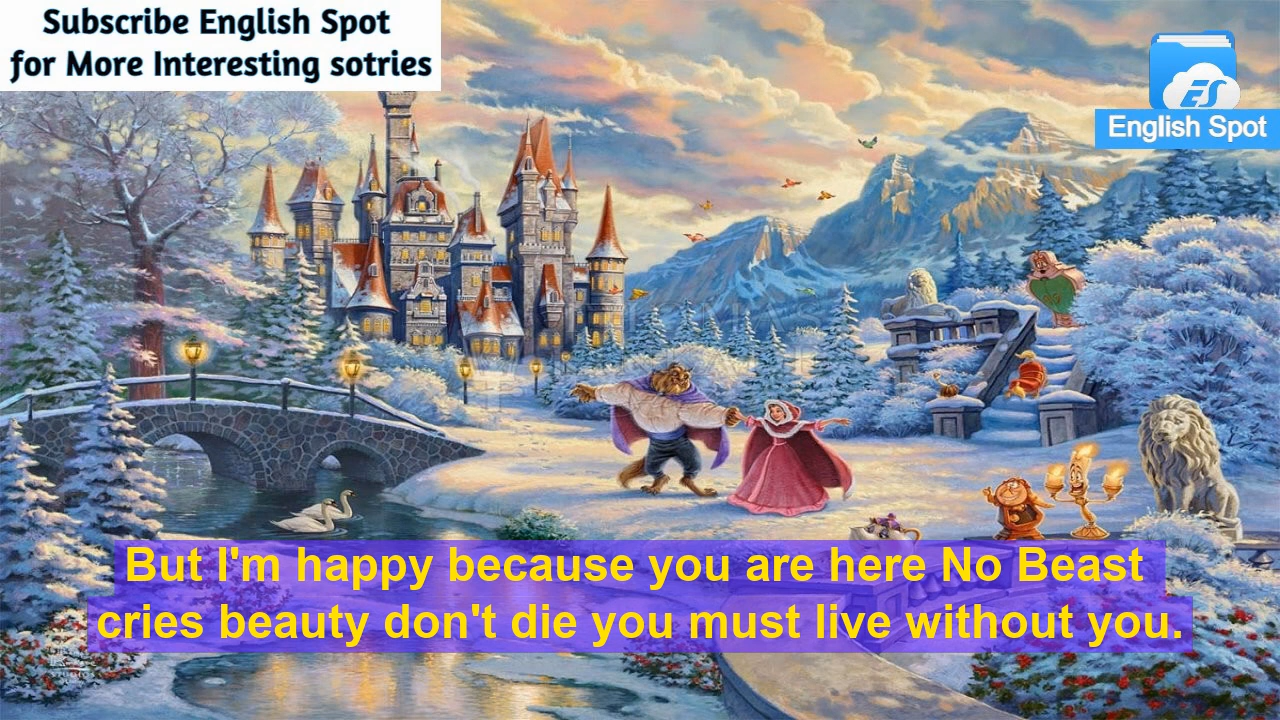 Subscribe English Spot
for More Interesting sotries
ES
English Spot
But I'm happy because you are here No Beast
cries beauty don't die you must live without you.